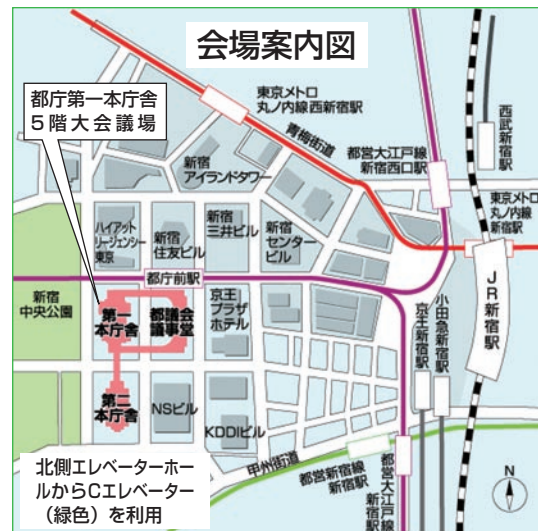 会場案内図
都庁第一本庁舎
5階大会議場
東京メトロ
丸ノ内線西新宿駅
青梅街道
西武新宿駅
都営大江戸線
新宿西口駅
新宿
アイランドタワー
東京メトロ
丸ノ内線
新宿駅
ハイアット
リージェンシー
東京
新宿
住友ビル
新宿
三井ビル
新宿
センター
ビル
都庁前駅
JR新宿駅
新宿
中央公園
第一
本庁舎
都議会
議事堂
京王
プラザ
ホテル
小田急新宿駅
京王新宿駅
第二
本庁舎
NSビル
KDDIビル
甲州街道
都営新宿線
新宿駅
都営大江戸線
新宿駅
北側エレベーターホー
ルからCエレベーター
（緑色）を利用
N